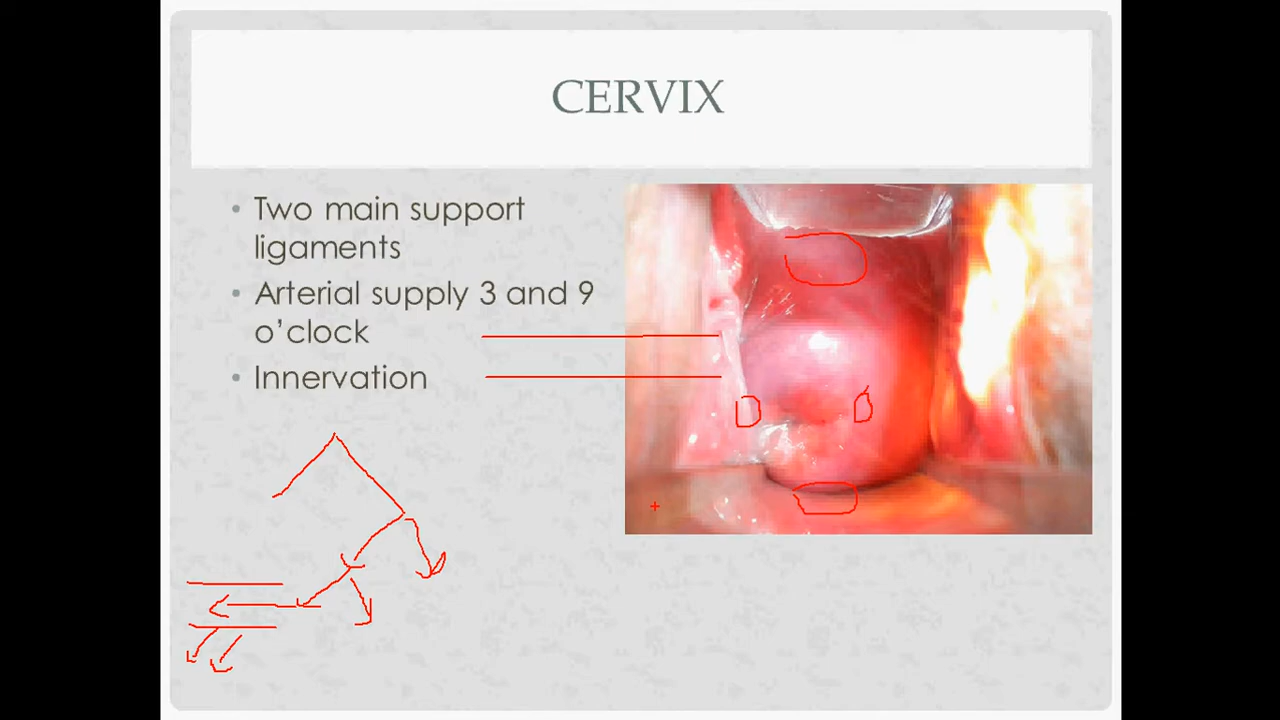 CERVIX
• Two main support
ligaments
• Arterial supply 3 and 9
o’clock
• Innervation